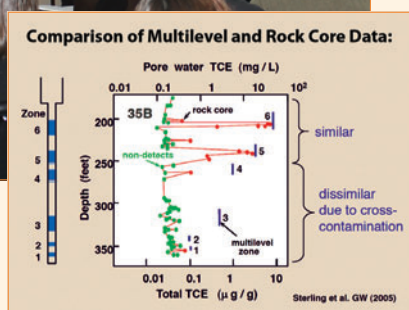 Comparison of Multilevel and Rock Core Data:
Pore water TCE (mg / L)
0.01 0.1 1 10 10²
Zone
6
5
4
3
2
1
Depth (feet)
200
250
300
350
35B
rock core
non-detects
6
5
4
3
2
1
multilevel zone
similar
dissimilar
due to cross-
contamination
0.01 0.1 1 10 100
Total TCE (µg / g)
Sterling et al. GW (2005)